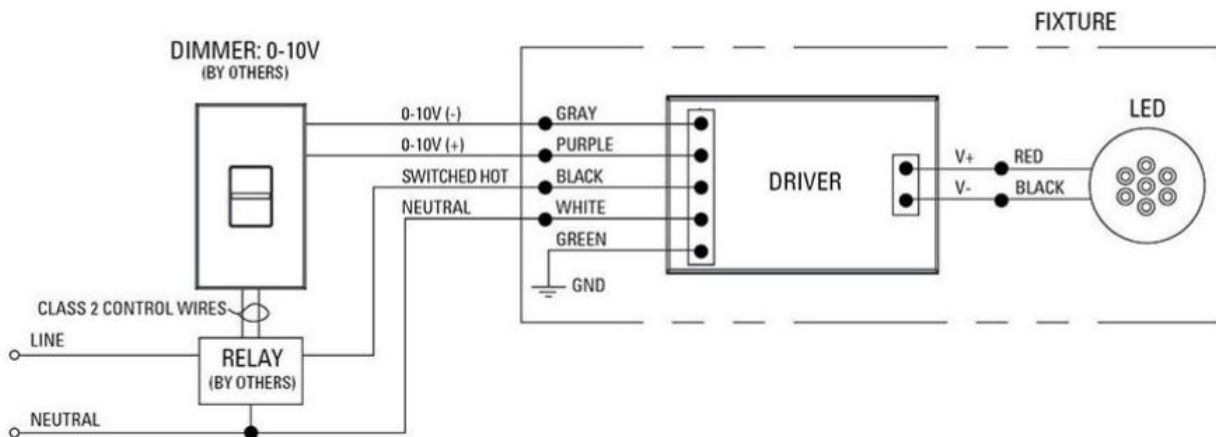 FIXTURE
DIMMER: 0-10V
(BY OTHERS)
LED
0-10V (-)
GRAY
0-10V (+)
PURPLE
SWITCHED HOT
BLACK
NEUTRAL
WHITE
GREEN
GND
DRIVER
V+
RED
V-
BLACK
CLASS 2 CONTROL WIRES
LINE
RELAY
(BY OTHERS)
NEUTRAL